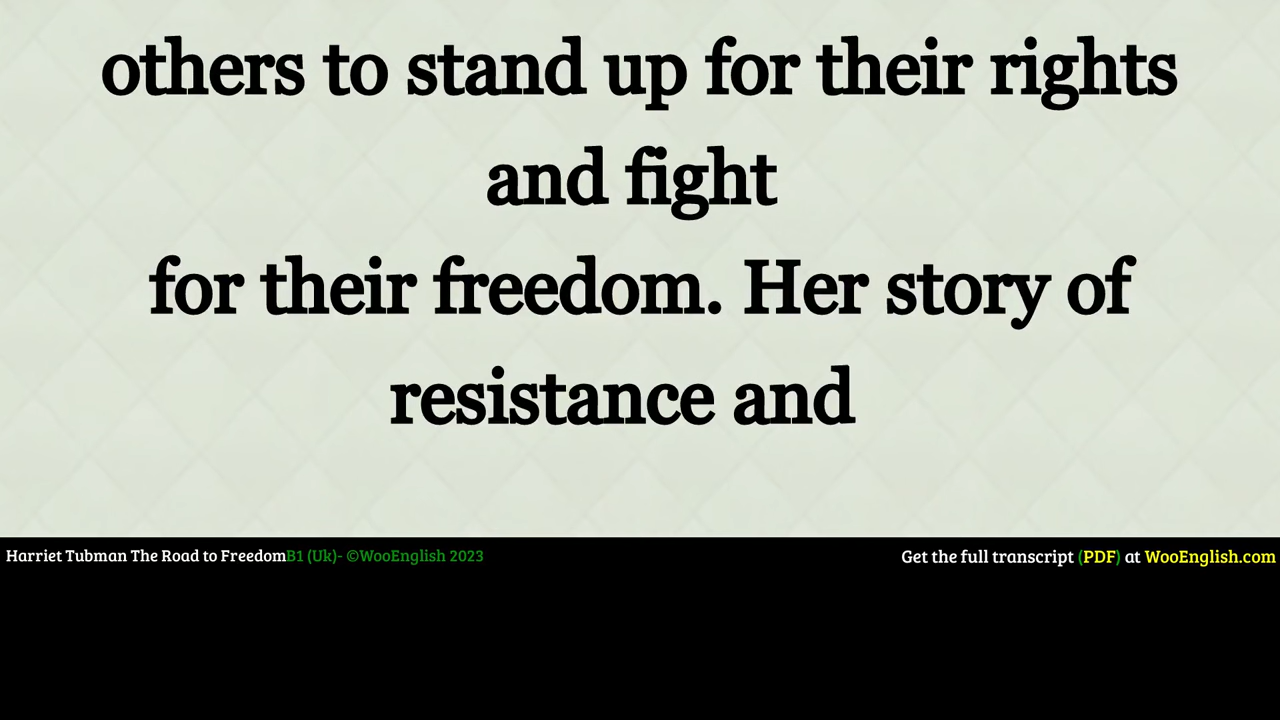 others to stand up for their rights
and fight
for their freedom. Her story of
resistance and
Harriet Tubman The Road to FreedomB1 (Uk)- ©WooEnglish 2023
Get the full transcript (PDF) at WooEnglish.com